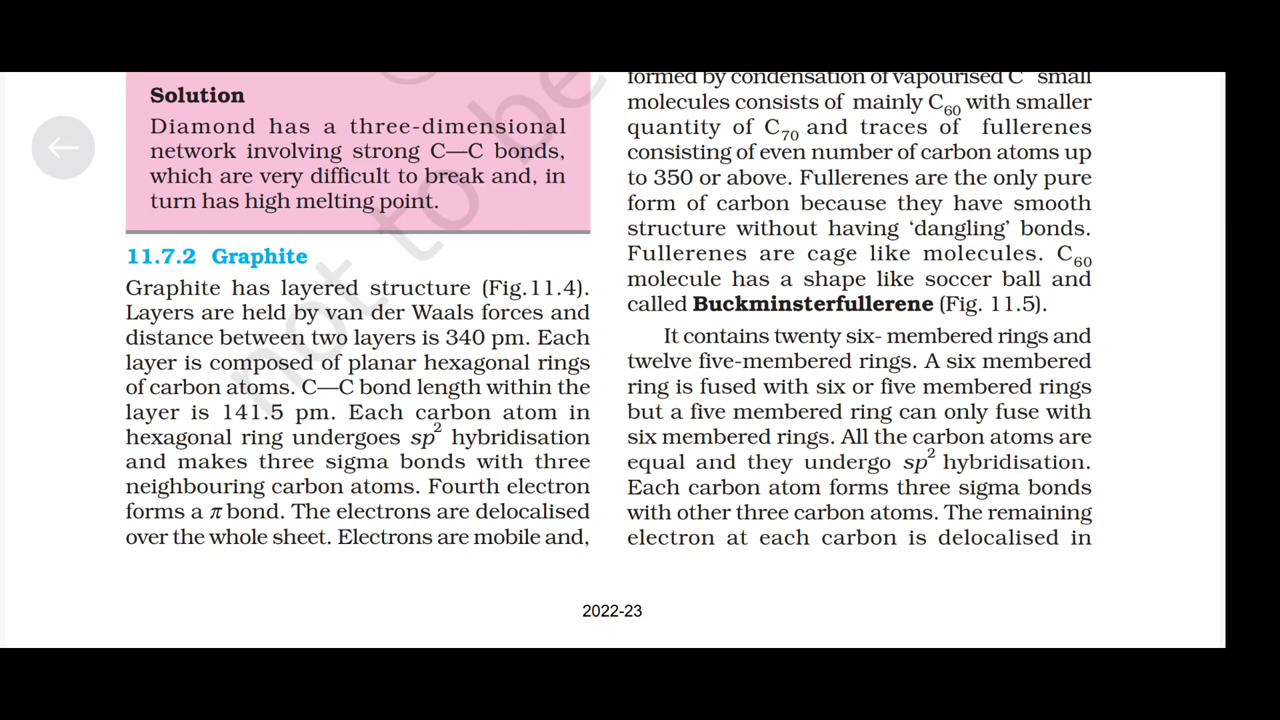 Solution
Diamond has a three-dimensional
network involving strong C—C bonds,
which are very difficult to break and, in
turn has high melting point.
11.7.2 Graphite
Graphite has layered structure (Fig.11.4).
Layers are held by van der Waals forces and
distance between two layers is 340 pm. Each
layer is composed of planar hexagonal rings
of carbon atoms. C—C bond length within the
layer is 141.5 pm. Each carbon atom in
hexagonal ring undergoes sp² hybridisation
and makes three sigma bonds with three
neighbouring carbon atoms. Fourth electron
forms a π bond. The electrons are delocalised
over the whole sheet. Electrons are mobile and,
formed by condensation of vapourised C small
molecules consists of mainly C₆₀ with smaller
quantity of C₇₀ and traces of fullerenes
consisting of even number of carbon atoms up
to 350 or above. Fullerenes are the only pure
form of carbon because they have smooth
structure without having ‘dangling’ bonds.
Fullerenes are cage like molecules. C₆₀
molecule has a shape like soccer ball and
called Buckminsterfullerene (Fig. 11.5).
It contains twenty six- membered rings and
twelve five-membered rings. A six membered
ring is fused with six or five membered rings
but a five membered ring can only fuse with
six membered rings. All the carbon atoms are
equal and they undergo sp² hybridisation.
Each carbon atom forms three sigma bonds
with other three carbon atoms. The remaining
electron at each carbon is delocalised in
not to be
2022-23